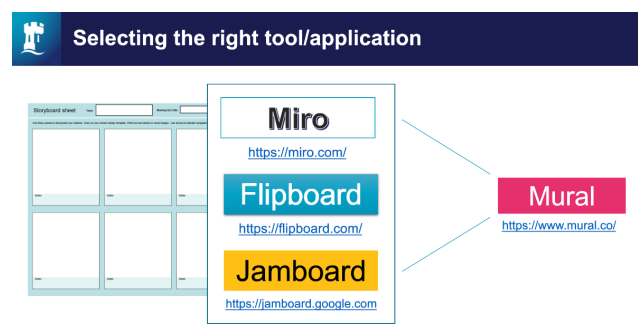 Selecting the right tool/application
Storyboard sheet
Miro
https://miro.com/
Flipboard
https://flipboard.com/
Jamboard
https://jamboard.google.com
Mural
https://www.mural.co/